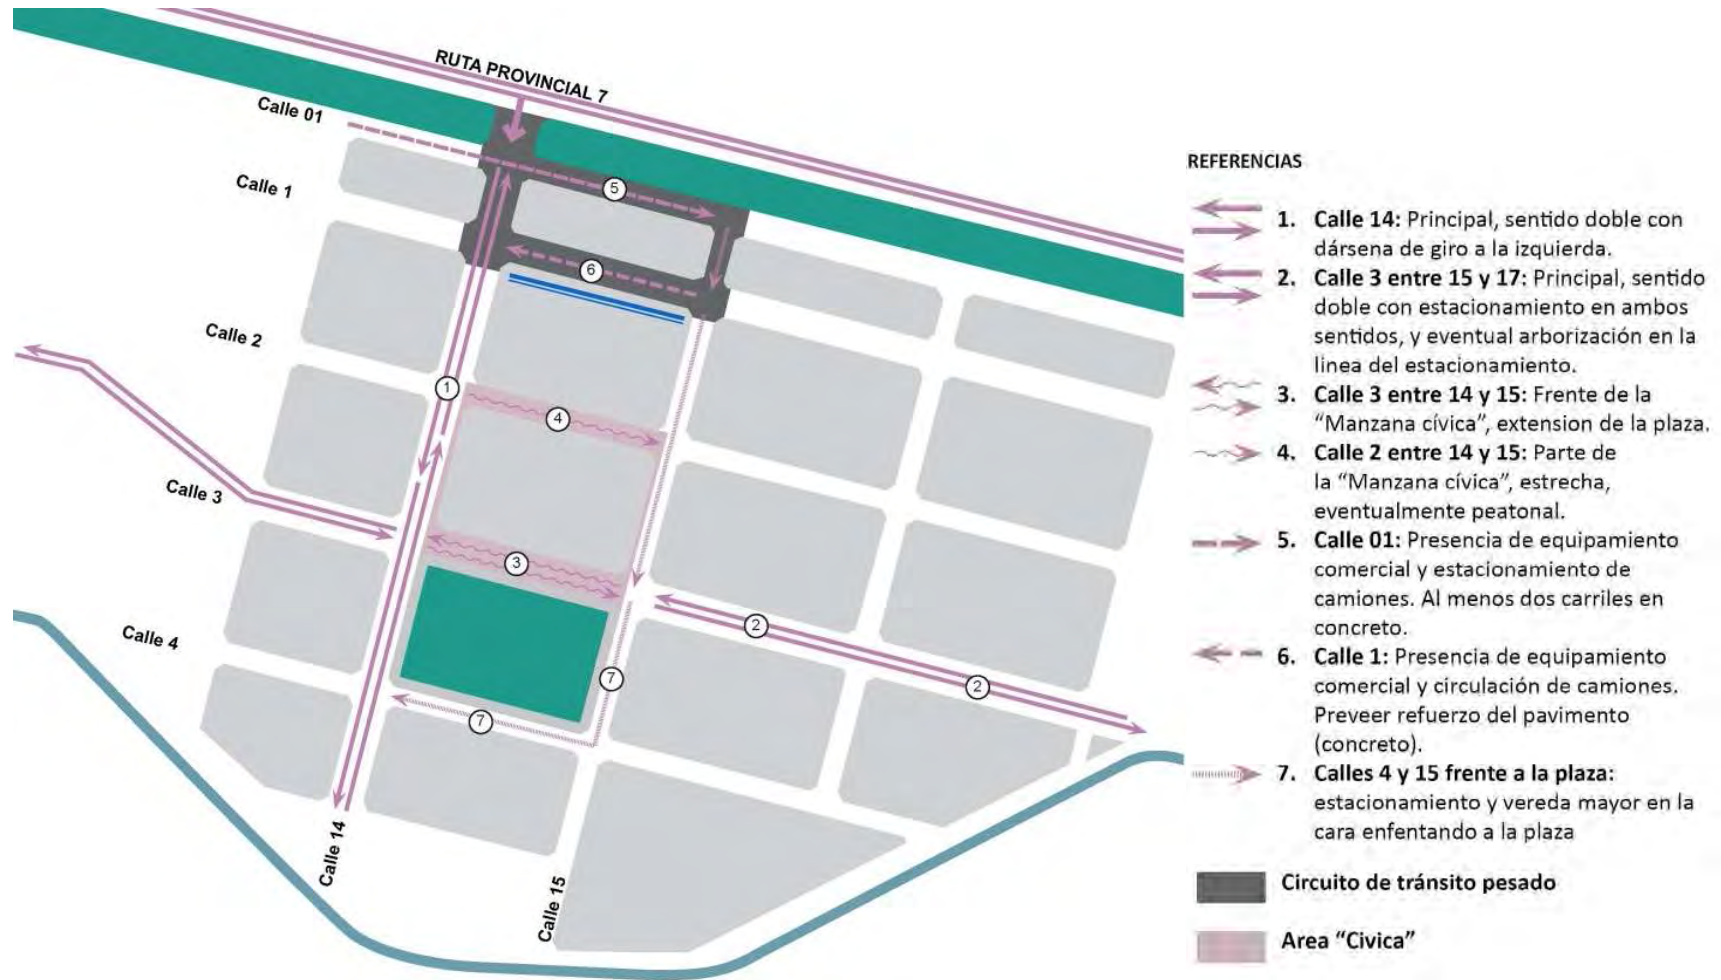 RUTA PROVINCIAL 7
Calle 01
Calle 1
Calle 2
Calle 3
Calle 4
Calle 14
Calle 15
5
6
1
4
3
2
7
2
7
REFERENCIAS
1. Calle 14: Principal, sentido doble con
dársena de giro a la izquierda.
2. Calle 3 entre 15 y 17: Principal, sentido
doble con estacionamiento en ambos
sentidos, y eventual arborización en la
linea del estacionamiento.
3. Calle 3 entre 14 y 15: Frente de la
“Manzana cívica”, extension de la plaza.
4. Calle 2 entre 14 y 15: Parte de
la “Manzana cívica”, estrecha,
eventualmente peatonal.
5. Calle 01: Presencia de equipamiento
comercial y estacionamiento de
camiones. Al menos dos carriles en
concreto.
6. Calle 1: Presencia de equipamiento
comercial y circulación de camiones.
Preveer refuerzo del pavimento
(concreto).
7. Calles 4 y 15 frente a la plaza:
estacionamiento y vereda mayor en la
cara enfentando a la plaza
Circuito de tránsito pesado
Area “Civica”